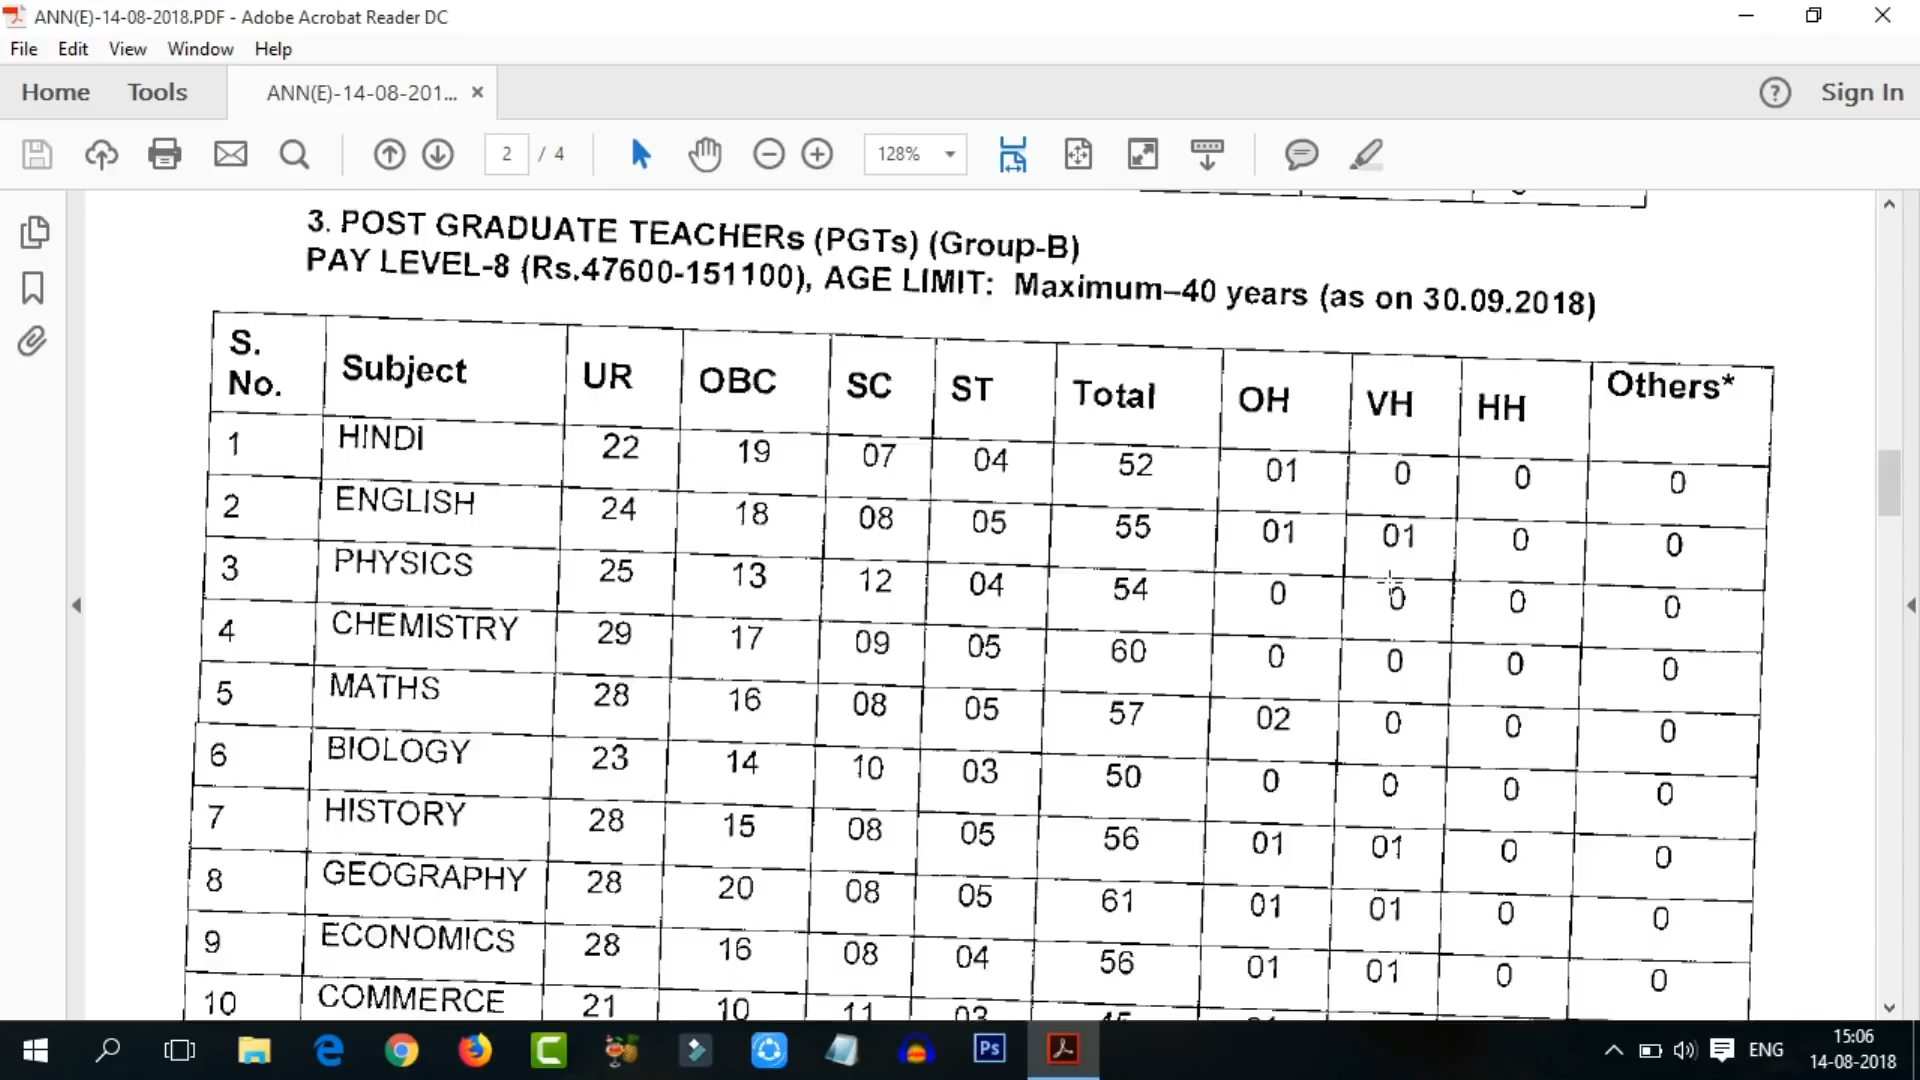 ANN(E)-14-08-2018.PDF - Adobe Acrobat Reader DC
File Edit View Window Help
Home Tools ANN(E)-14-08-201... × ? Sign In
2 / 4 128%
3. POST GRADUATE TEACHERs (PGTs) (Group-B)
PAY LEVEL-8 (Rs.47600-151100), AGE LIMIT: Maximum–40 years (as on 30.09.2018)
S. No. Subject UR OBC SC ST Total OH VH HH Others*
1 HINDI 22 19 07 04 52 01 0 0 0
2 ENGLISH 24 18 08 05 55 01 01 0 0
3 PHYSICS 25 13 12 04 54 0 0 0 0
4 CHEMISTRY 29 17 09 05 60 0 0 0 0
5 MATHS 28 16 08 05 57 02 0 0 0
6 BIOLOGY 23 14 10 03 50 0 0 0 0
7 HISTORY 28 15 08 05 56 01 01 0 0
8 GEOGRAPHY 28 20 08 05 61 01 01 0 0
9 ECONOMICS 28 16 08 04 56 01 01 0 0
10 COMMERCE 21 10 11 03
Ps ENG 15:06
14-08-2018